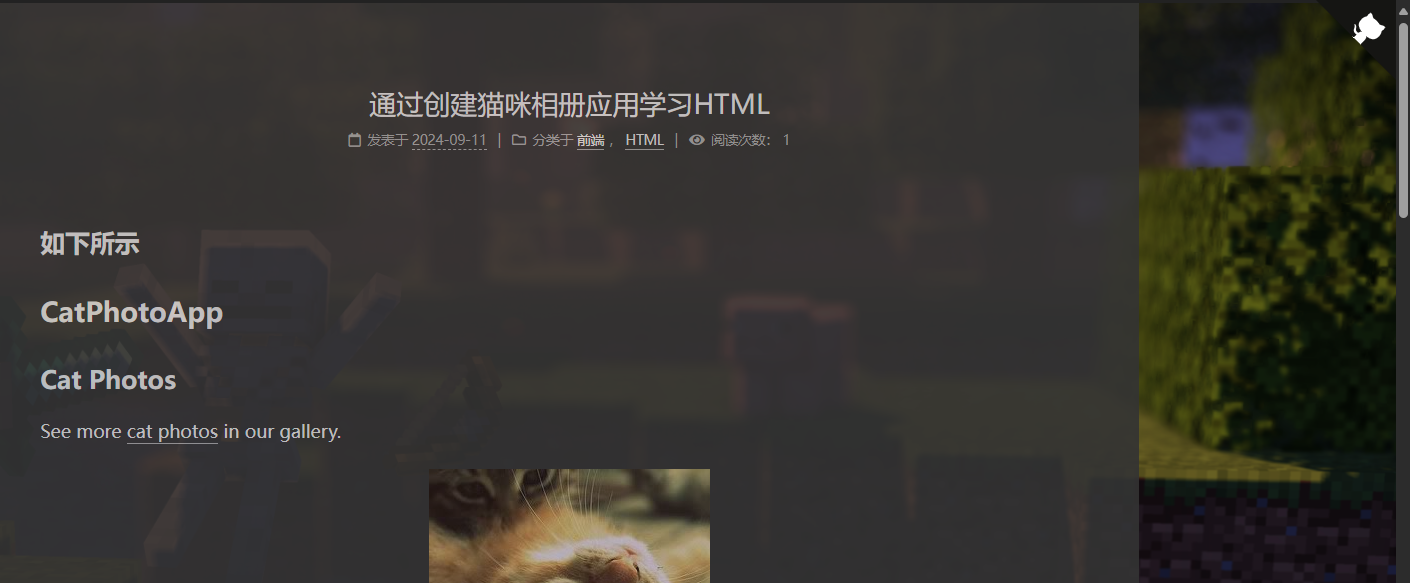 通过创建猫咪相册应用学习HTML
发表于 2024-09-11 | 分类于 前端 ， HTML | 阅读次数： 1
如下所示
CatPhotoApp
Cat Photos
See more cat photos in our gallery.